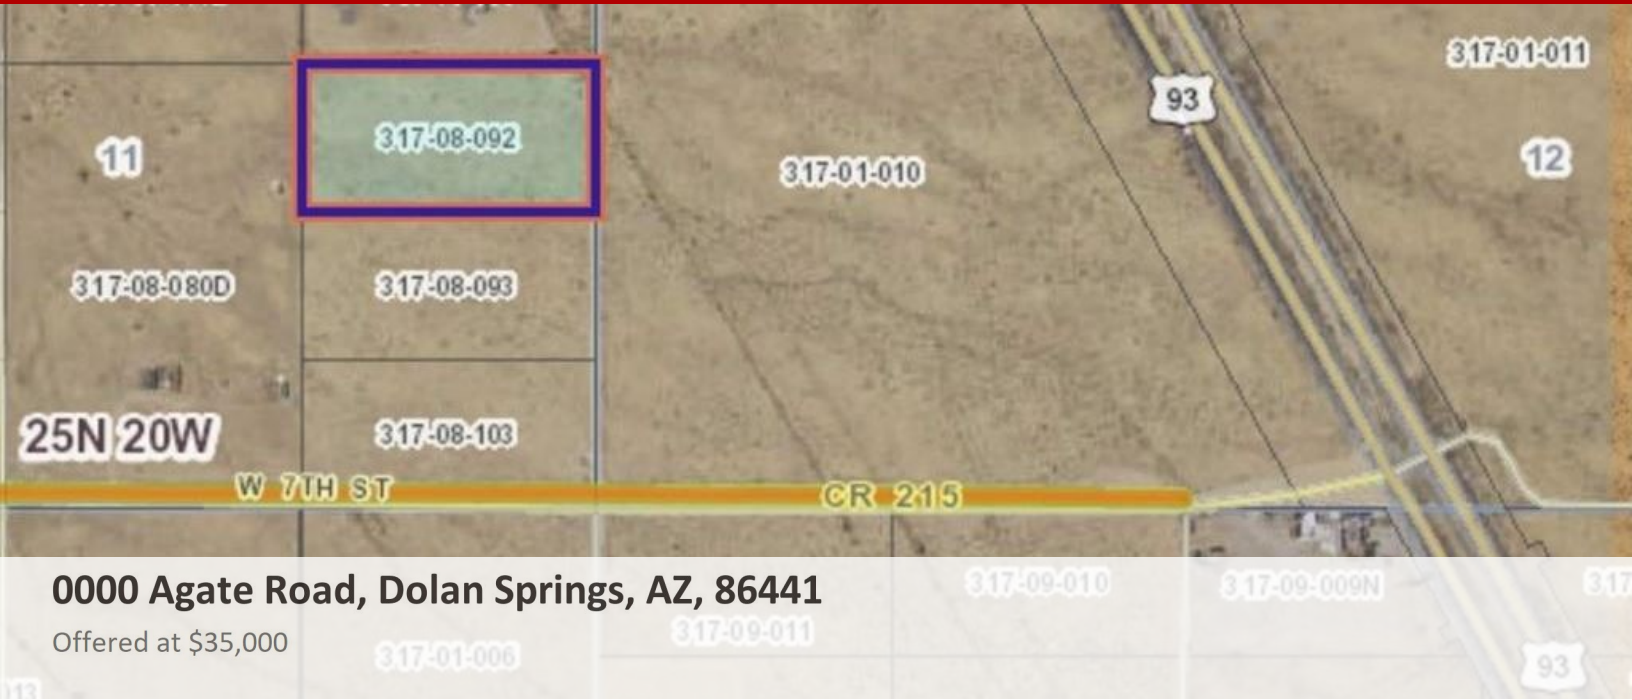 93
317-01-011
317-08-092
11
317-01-010
12
317-08-080D
317-08-093
25N 20W
317-08-103
W 7TH ST
CR 215
0000 Agate Road, Dolan Springs, AZ, 86441
317-09-010
317-09-009N
317
Offered at $35,000
317-09-011
317-01-006
93